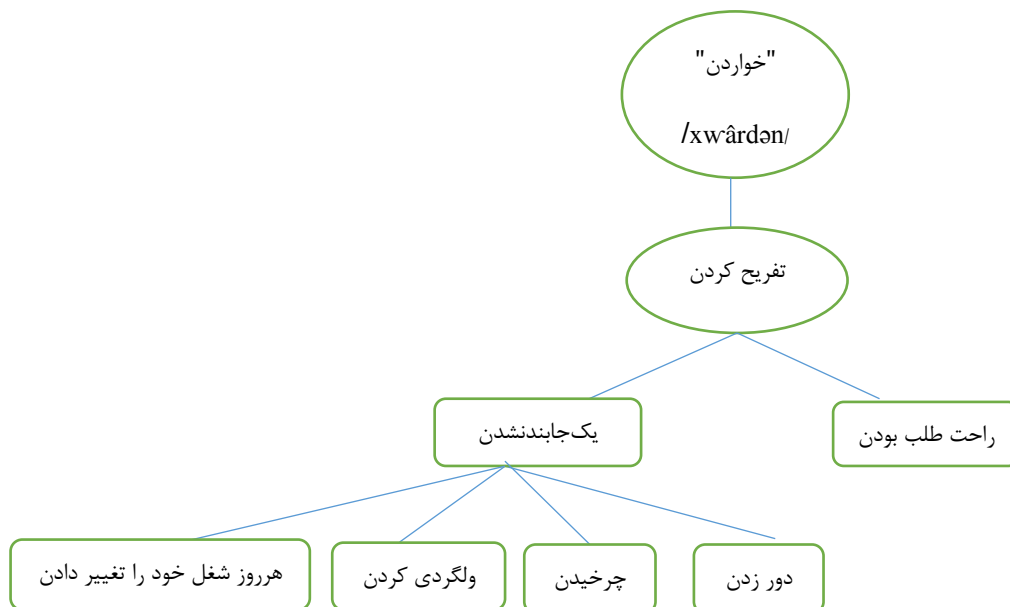 "خواردن"
/xwârdən/
تفریح کردن
راحت طلب بودن
یک‌جابندنشدن
دور زدن
چرخیدن
ولگردی کردن
هرروز شغل خود را تغییر دادن